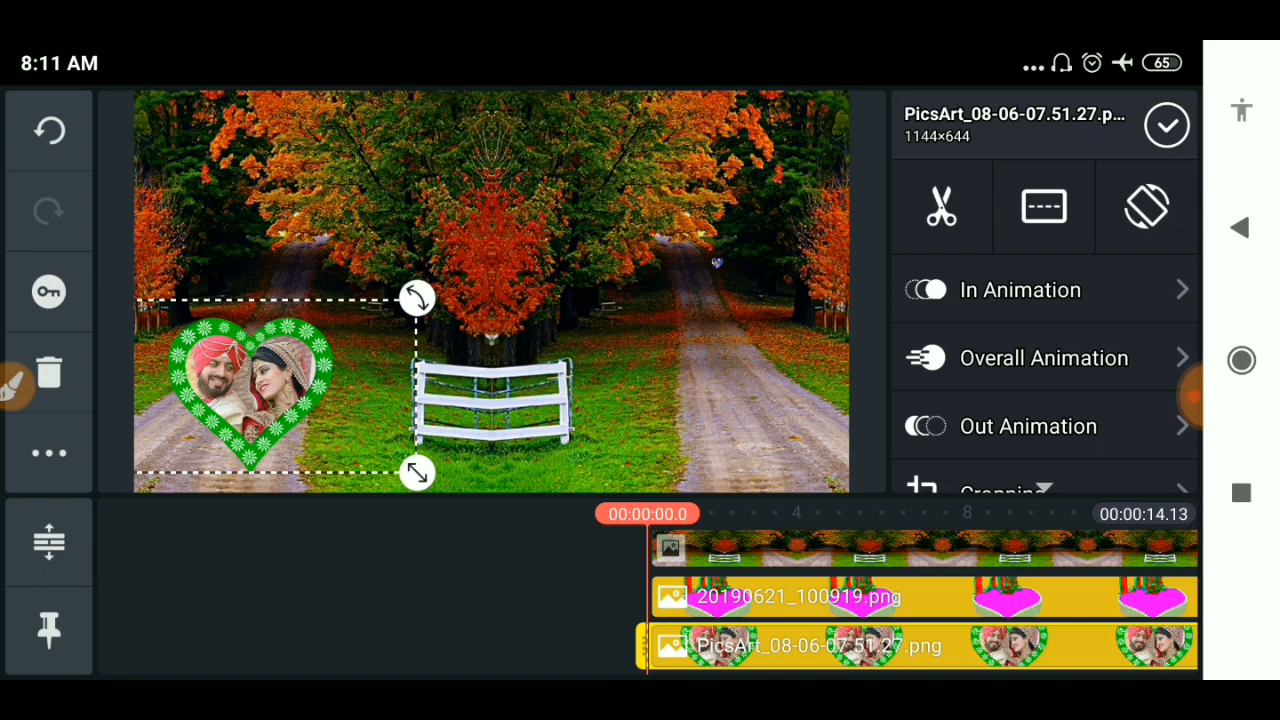 8:11 AM
65
PicsArt_08-06-07.51.27.p...
1144×644
In Animation
Overall Animation
Out Animation
Cropping
00:00:00.0
4
8
00:00:14.13
20190621_100919.png
PicsArt_08-06-07.51.27.png